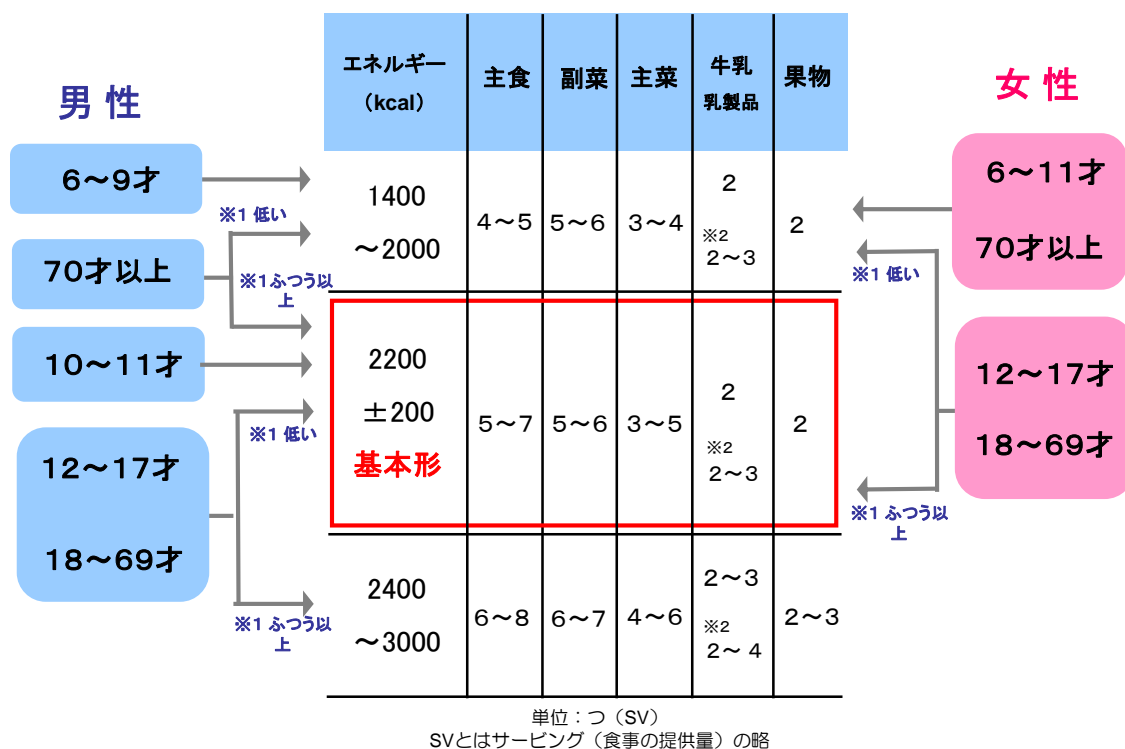 男性
6～9才
※1 低い
70才以上
※1ふつう以
上
10～11才
※1 低い
12～17才
18～69才
※1 ふつう以
上
エネルギー
（kcal）
主食
副菜
主菜
牛乳
乳製品
果物
1400
～2000
4～5
5～6
3～4
2
※2
2～3
2
2200
±200
基本形
5～7
5～6
3～5
2
※2
2～3
2
2400
～3000
6～8
6～7
4～6
2～3
※2
2～ 4
2～3
女性
6～11才
70才以上
※1 低い
12～17才
18～69才
※1 ふつう以
上
単位：つ（SV）
SVとはサービング（食事の提供量）の略